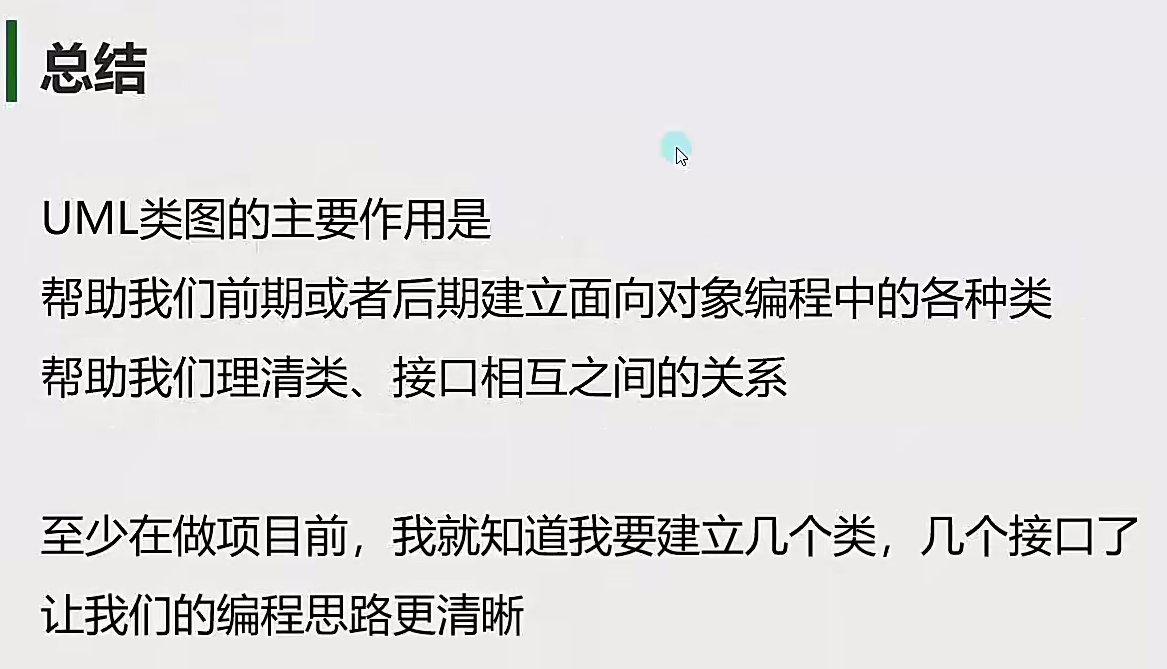 总结
UML类图的主要作用是
帮助我们前期或者后期建立面向对象编程中的各种类
帮助我们理清类、接口相互之间的关系
至少在做项目前，我就知道我要建立几个类，几个接口了
让我们的编程思路更清晰